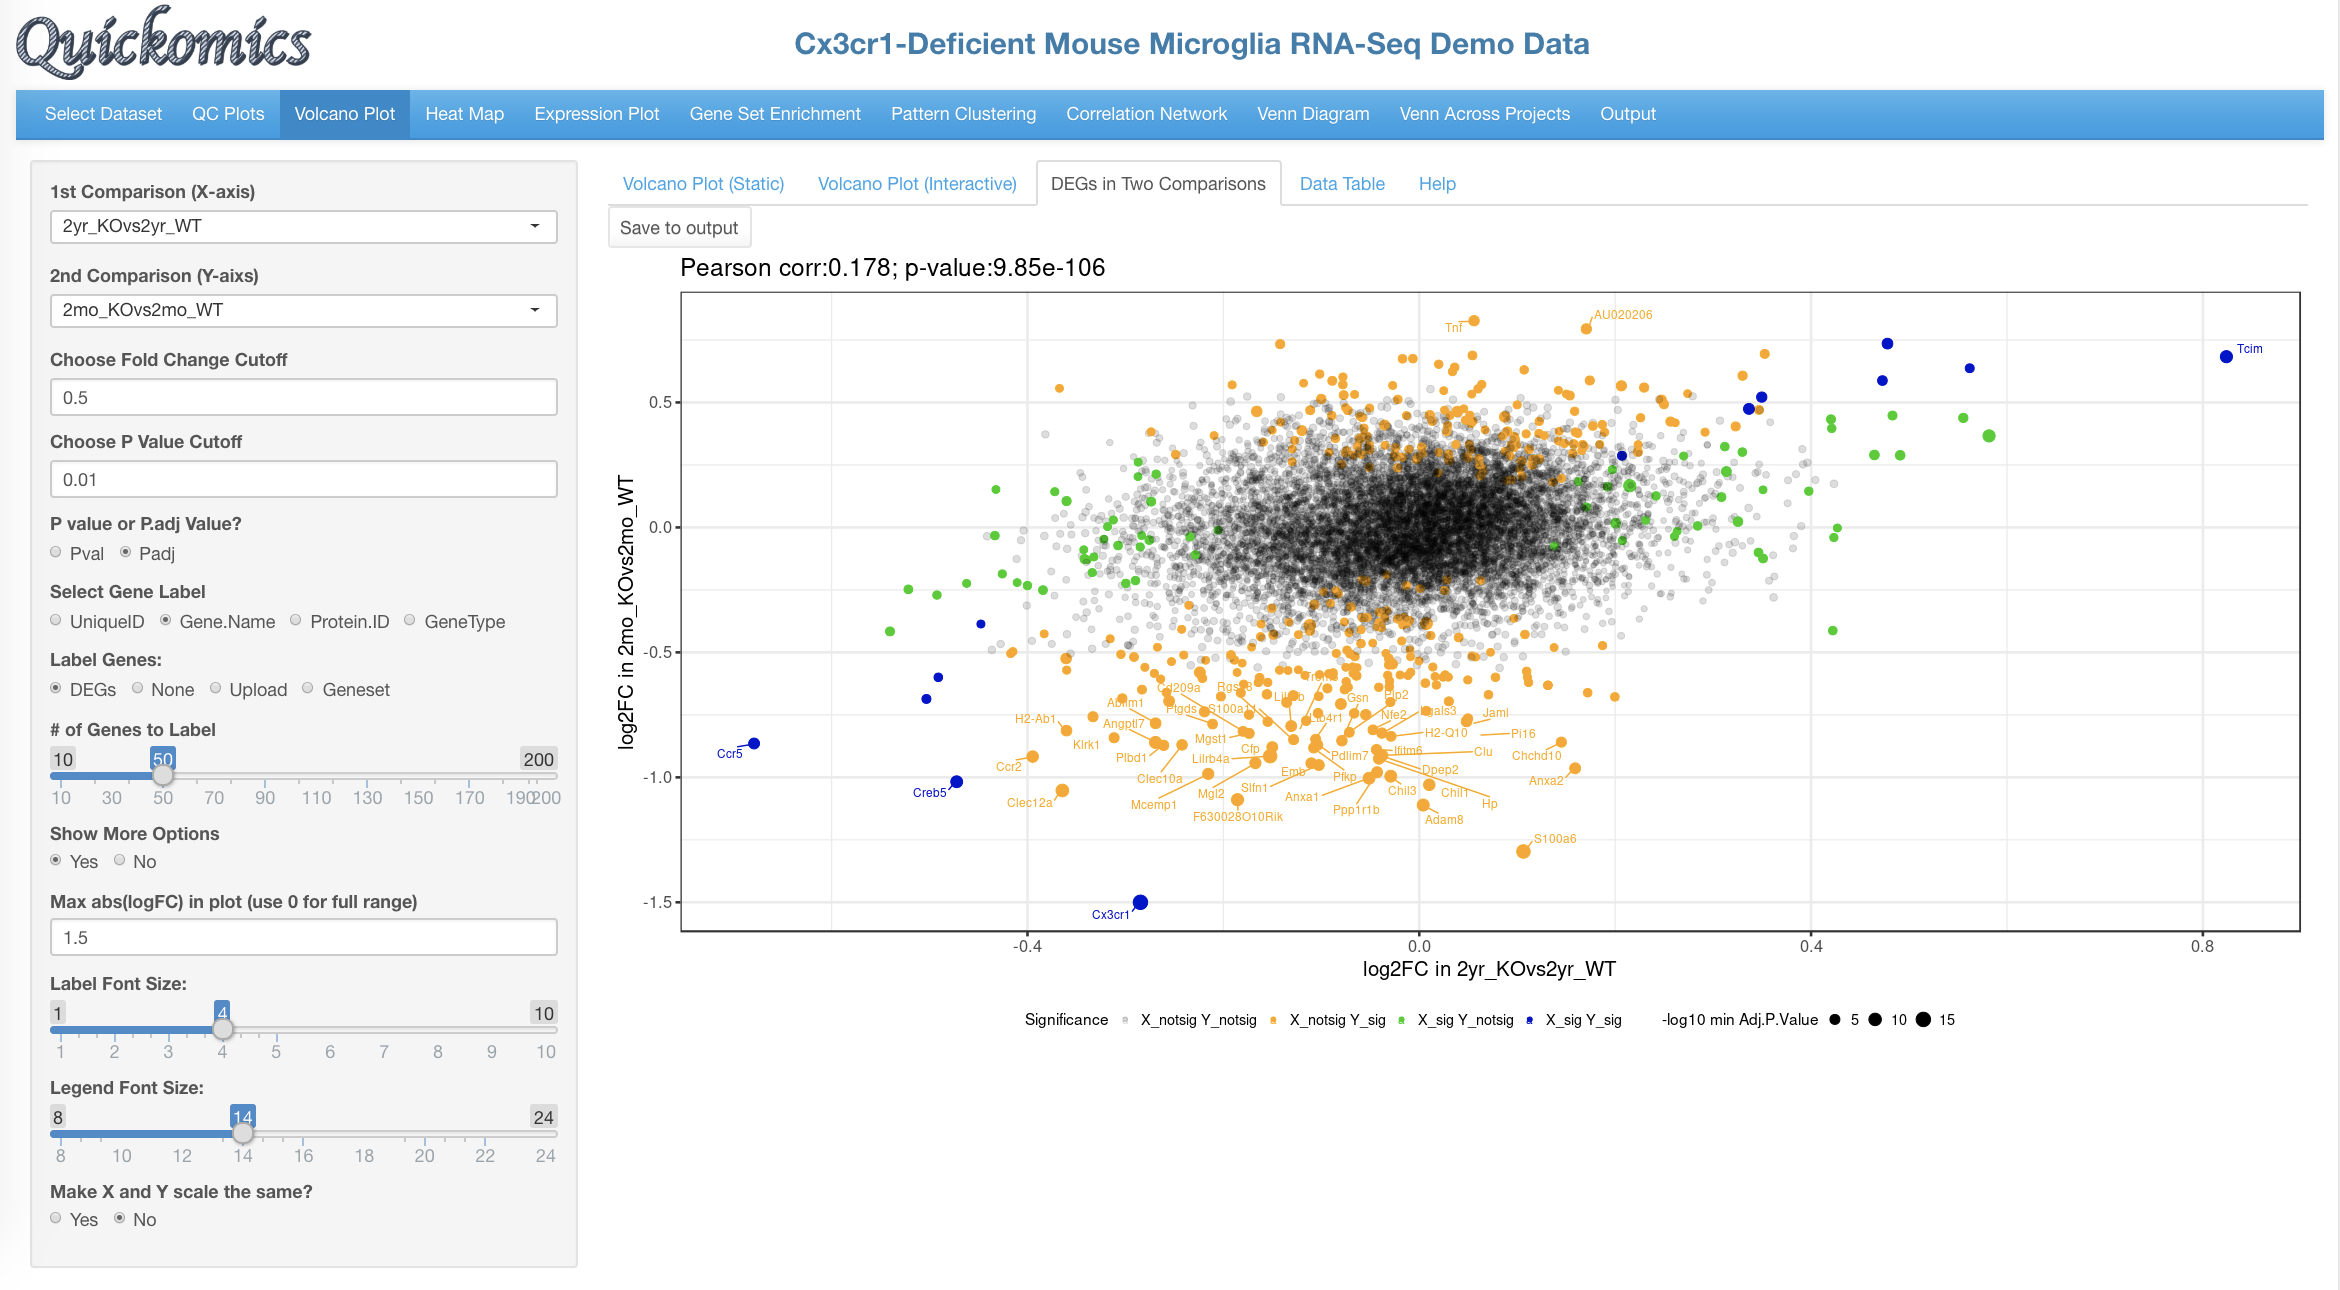 Quickomics
Cx3cr1-Deficient Mouse Microglia RNA-Seq Demo Data
Select Dataset QC Plots Volcano Plot Heat Map Expression Plot Gene Set Enrichment Pattern Clustering Correlation Network Venn Diagram Venn Across Projects Output
1st Comparison (X-axis)
2yr_KOvs2yr_WT
2nd Comparison (Y-aixs)
2mo_KOvs2mo_WT
Choose Fold Change Cutoff
0.5
Choose P Value Cutoff
0.01
P value or P.adj Value?
Pval Padj
Select Gene Label
UniqueID Gene.Name Protein.ID GeneType
Label Genes:
DEGs None Upload Geneset
# of Genes to Label
10 50 200
10 30 50 70 90 110 130 150 170 190 200
Show More Options
Yes No
Max abs(logFC) in plot (use 0 for full range)
1.5
Label Font Size:
1 4 10
1 2 3 4 5 6 7 8 9 10
Legend Font Size:
8 14 24
8 10 12 14 16 18 20 22 24
Make X and Y scale the same?
Yes No
Volcano Plot (Static) Volcano Plot (Interactive) DEGs in Two Comparisons Data Table Help
Save to output
Pearson corr:0.178; p-value:9.85e-106
log2FC in 2mo_KOvs2mo_WT
0.5
0.0
-0.5
-1.0
-1.5
AU020206
Tnf
Tcim
Cd209a
Plp2
Gsn
Ablim1
Ptgds
S100a11
H2-Ab1
Angptl7
Nfe2
Jaml
Klrk1
Mgst1
H2-Q10
Pi16
Ccr5
Plbd1
Cfp
Lilrb4a
Pdlim7
Ifitm6
Clu
Chchd10
Ccr2
Clec10a
Emb
Pfkp
Dpep2
Anxa2
Creb5
Clec12a
Mcemp1
Mgl2
Slfn1
Anxa1
Chil3
Chil1
Hp
F630028O10Rik
Ppp1r1b
Adam8
S100a6
Cx3cr1
-0.4 0.0 0.4 0.8
log2FC in 2yr_KOvs2yr_WT
Significance X_notsig Y_notsig X_notsig Y_sig X_sig Y_notsig X_sig Y_sig -log10 min Adj.P.Value 5 10 15